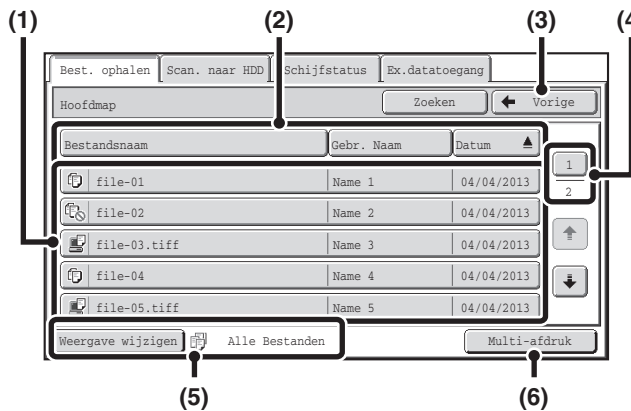 (1) (2) (3) (4
Best. ophalen Scan. naar HDD Schijfstatus Ex.datatoegang
Hoofdmap Zoeken Vorige
Bestandsnaam Gebr. Naam Datum
1
file-01 Name 1 04/04/2013
2
file-02 Name 2 04/04/2013
file-03.tiff Name 3 04/04/2013
file-04 Name 4 04/04/2013
file-05.tiff Name 5 04/04/2013
Weergave wijzigen Alle Bestanden Multi-afdruk
(5) (6)